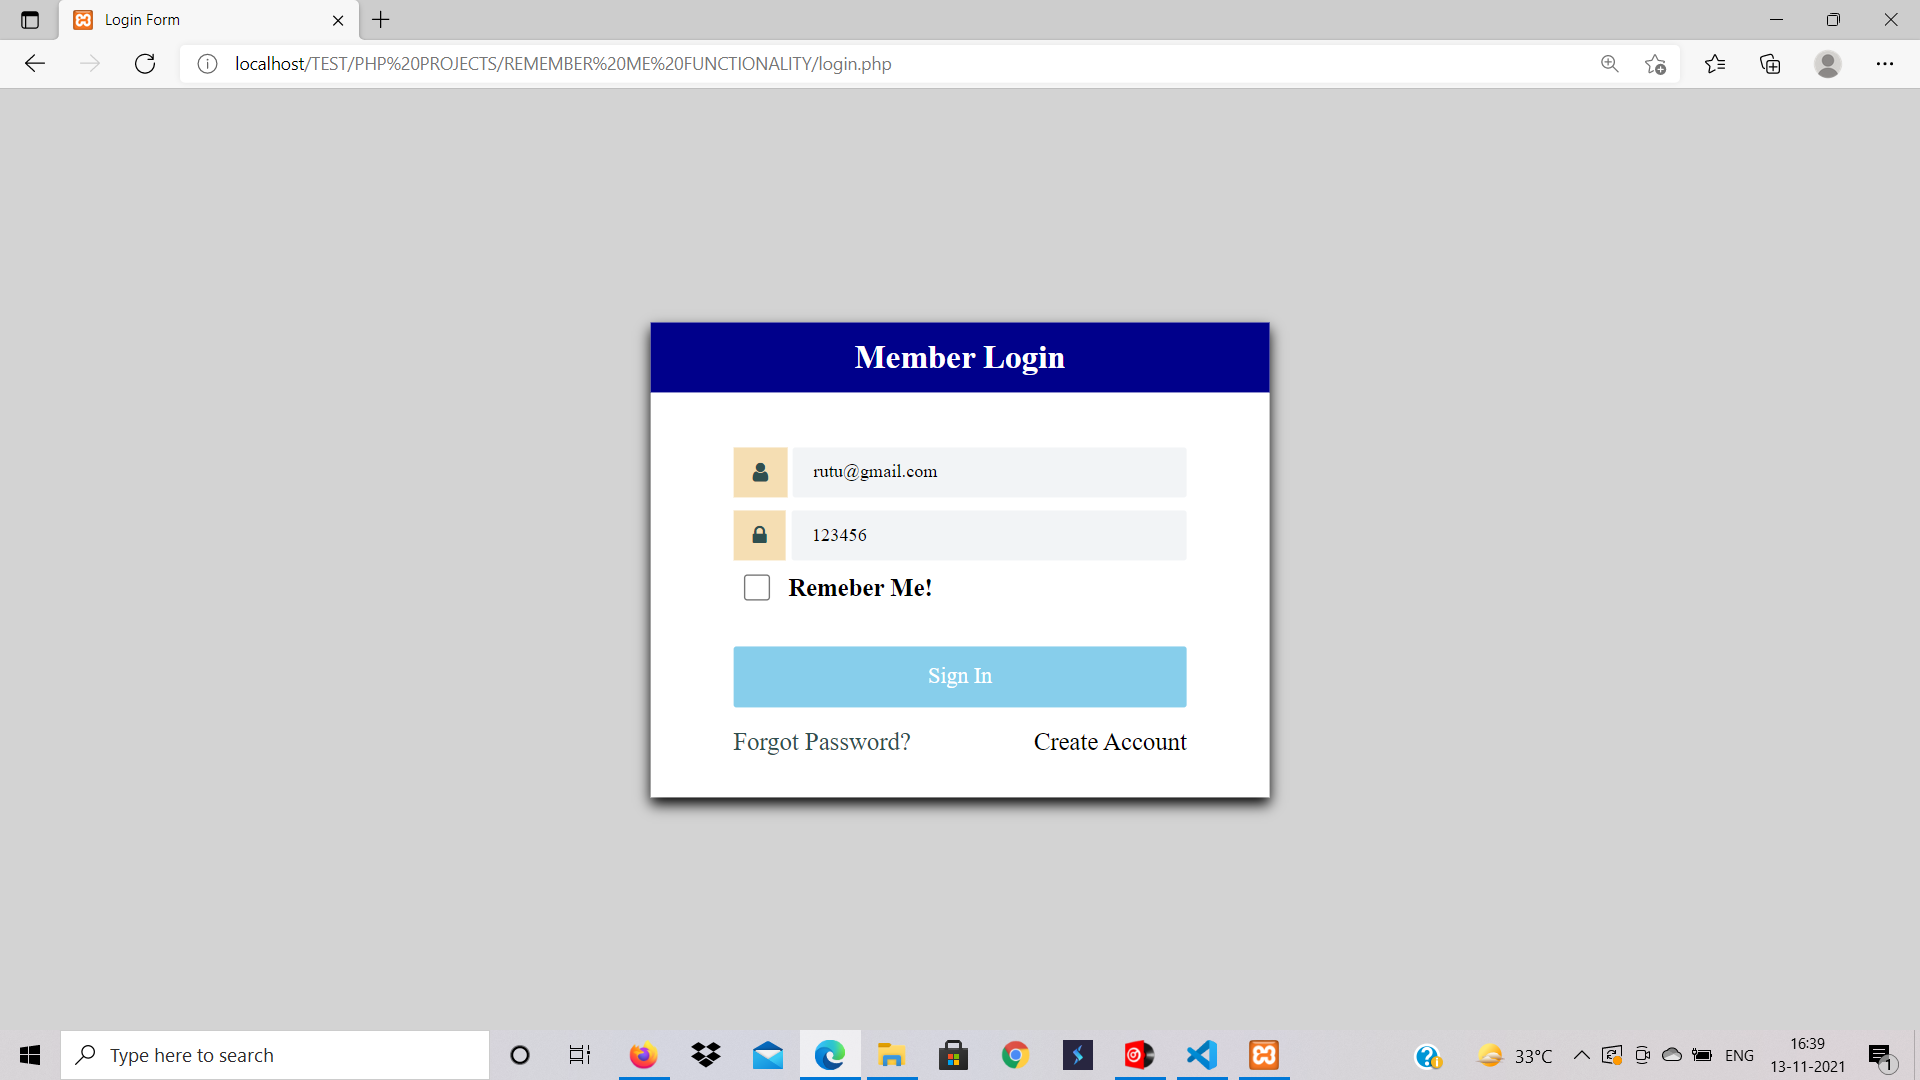 Login Form
localhost/TEST/PHP%20PROJECTS/REMEMBER%20ME%20FUNCTIONALITY/login.php
Member Login
rutu@gmail.com
123456
Remeber Me!
Sign In
Forgot Password? Create Account
Type here to search
33°C
ENG
16:39
13-11-2021
1